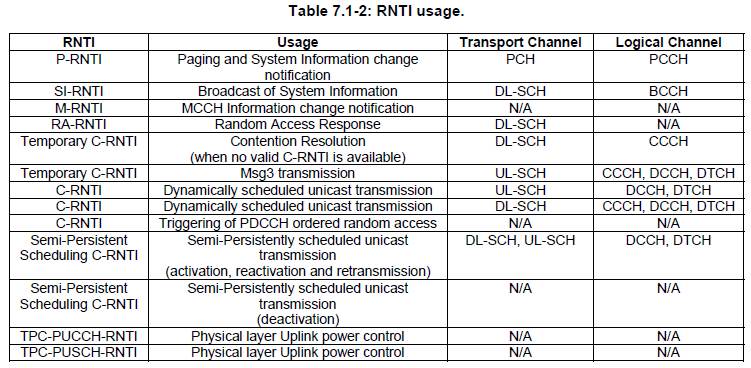 Table 7.1-2: RNTI usage.
RNTI Usage Transport Channel Logical Channel
P-RNTI Paging and System Information change PCH PCCH
notification
SI-RNTI Broadcast of System Information DL-SCH BCCH
M-RNTI MCCH Information change notification N/A N/A
RA-RNTI Random Access Response DL-SCH N/A
Temporary C-RNTI Contention Resolution DL-SCH CCCH
(when no valid C-RNTI is available)
Temporary C-RNTI Msg3 transmission UL-SCH CCCH, DCCH, DTCH
C-RNTI Dynamically scheduled unicast transmission UL-SCH DCCH, DTCH
C-RNTI Dynamically scheduled unicast transmission DL-SCH CCCH, DCCH, DTCH
C-RNTI Triggering of PDCCH ordered random access N/A N/A
Semi-Persistent Semi-Persistently scheduled unicast DL-SCH, UL-SCH DCCH, DTCH
Scheduling C-RNTI transmission
(activation, reactivation and retransmission)
Semi-Persistent Semi-Persistently scheduled unicast N/A N/A
Scheduling C-RNTI transmission
(deactivation)
TPC-PUCCH-RNTI Physical layer Uplink power control N/A N/A
TPC-PUSCH-RNTI Physical layer Uplink power control N/A N/A